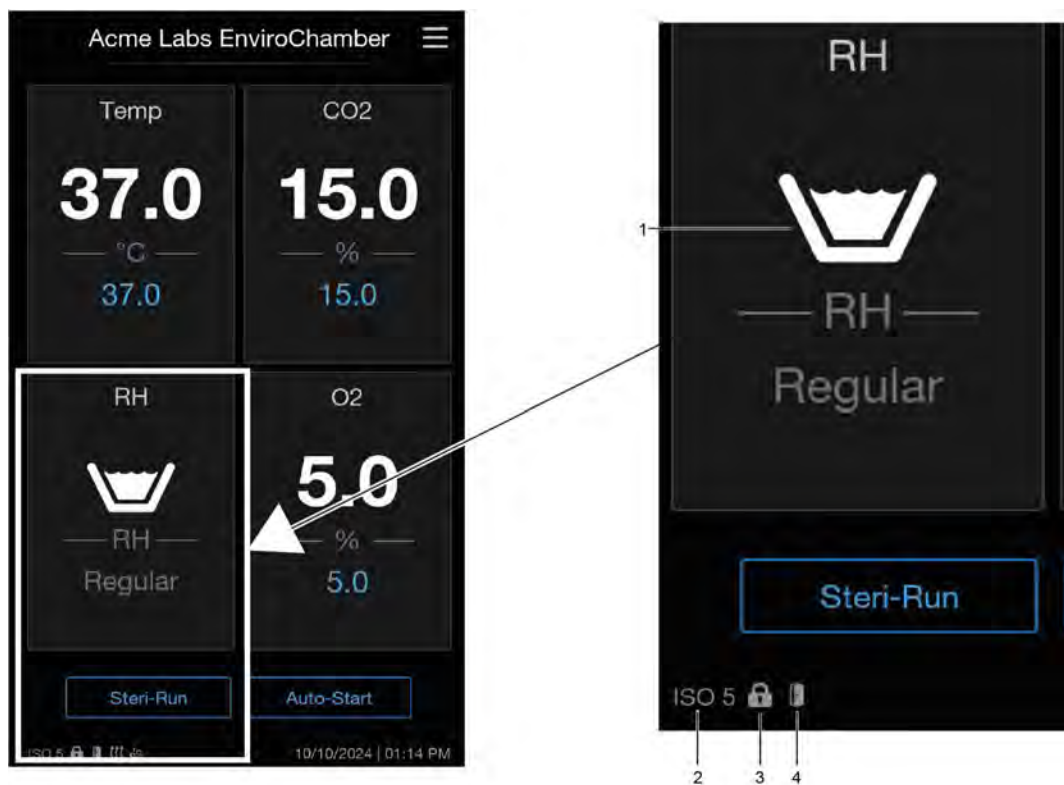 Acme Labs EnviroChamber
Temp
37.0
°C
37.0
CO2
15.0
%
15.0
RH
RH
Regular
O2
5.0
%
5.0
Steri-Run
Auto-Start
ISO 5
10/10/2024 | 01:14 PM
RH
1
RH
Regular
Steri-Run
ISO 5
2
3
4